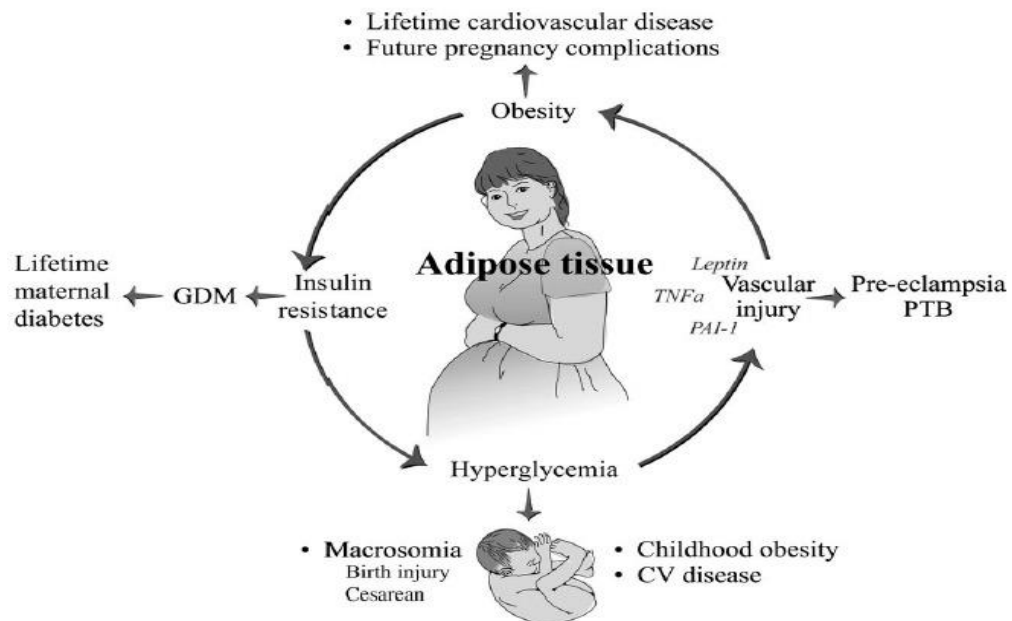 • Lifetime cardiovascular disease
• Future pregnancy complications
Obesity
Adipose tissue
Lifetime
maternal
diabetes
GDM
Insulin
resistance
Leptin
TNFa
PAI-1
Vascular
injury
Pre-eclampsia
PTB
Hyperglycemia
• Macrosomia
Birth injury
Cesarean
• Childhood obesity
• CV disease